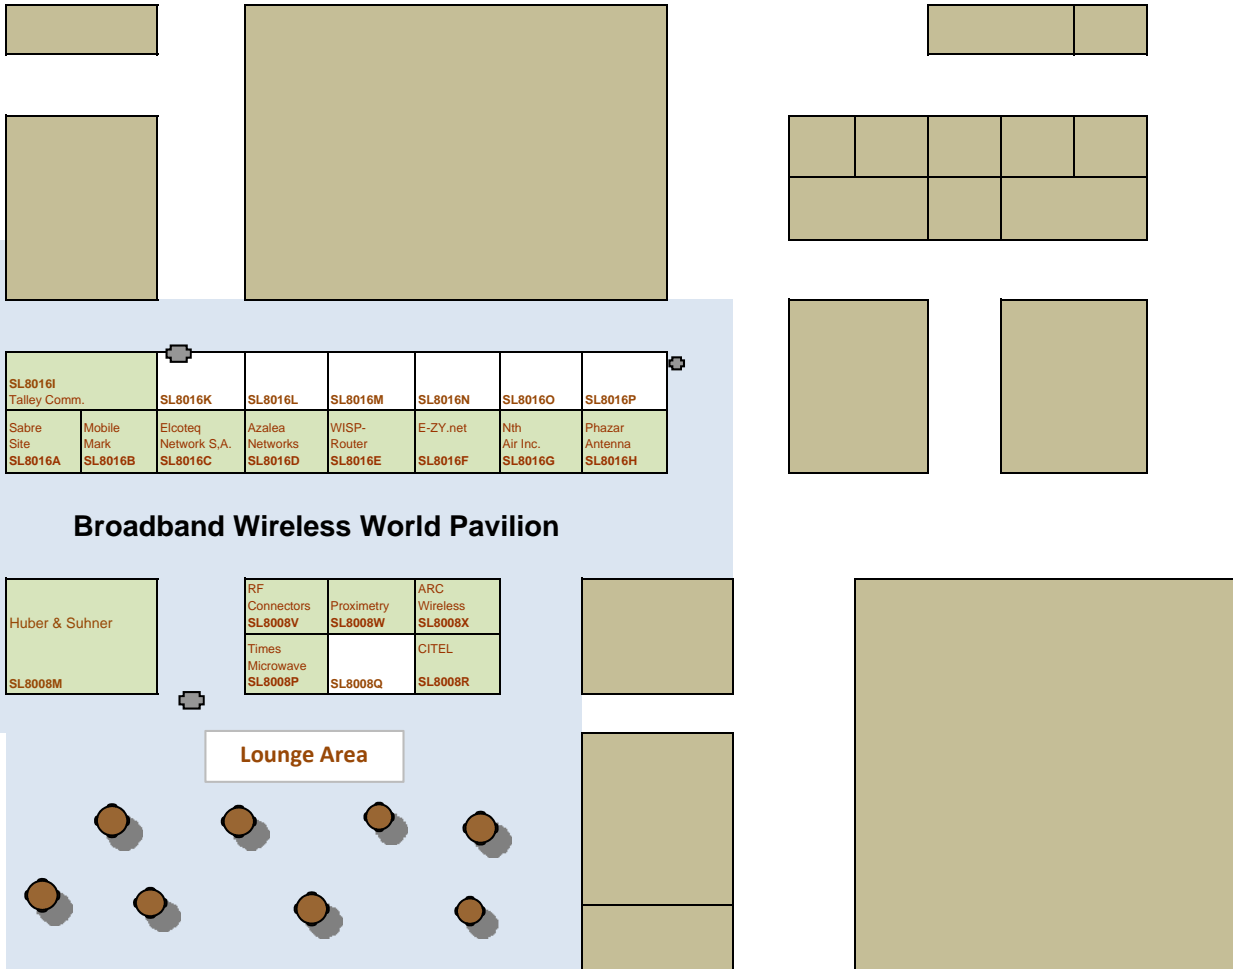 SL8016I
Talley Comm.
SL8016K
SL8016L
SL8016M
SL8016N
SL8016O
SL8016P
Sabre
Site
SL8016A
Mobile
Mark
SL8016B
Elcoteq
Network S,A.
SL8016C
Azalea
Networks
SL8016D
WISP-
Router
SL8016E
E-ZY.net
SL8016F
Nth
Air Inc.
SL8016G
Phazar
Antenna
SL8016H
Broadband Wireless World Pavilion
Huber & Suhner
SL8008M
RF
Connectors
SL8008V
Proximetry
SL8008W
ARC
Wireless
SL8008X
Times
Microwave
SL8008P
SL8008Q
CITEL
SL8008R
Lounge Area